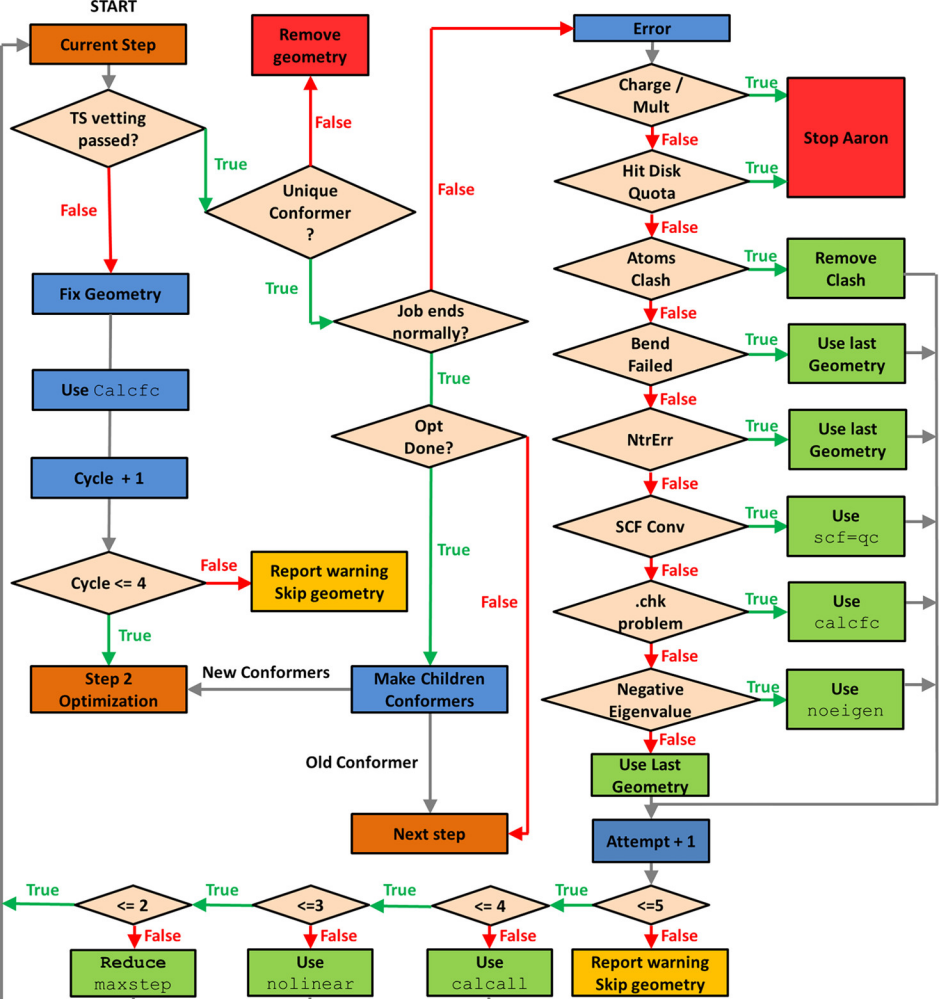 START
Current Step
TS vetting
passed?
True
False
Fix Geometry
Use Calcfc
Cycle + 1
Cycle <= 4
False
True
Report warning
Skip geometry
Step 2
Optimization
Remove
geometry
False
Unique
Conformer
?
True
Job ends
normally?
False
True
Opt
Done?
True
False
Make Children
Conformers
New Conformers
Old Conformer
Next step
Error
Charge /
Mult
True
False
Stop Aaron
Hit Disk
Quota
True
False
Atoms
Clash
True
Remove
Clash
False
Bend
Failed
True
Use last
Geometry
False
NtrErr
True
Use last
Geometry
False
SCF Conv
True
Use
scf=qc
False
.chk
problem
True
Use
calcfc
False
Negative
Eigenvalue
True
Use
noeigen
False
Use Last
Geometry
Attempt + 1
<=5
True
False
Report warning
Skip geometry
<= 4
True
False
Use
calcall
<=3
True
False
Use
nolinear
<= 2
True
False
Reduce
maxstep